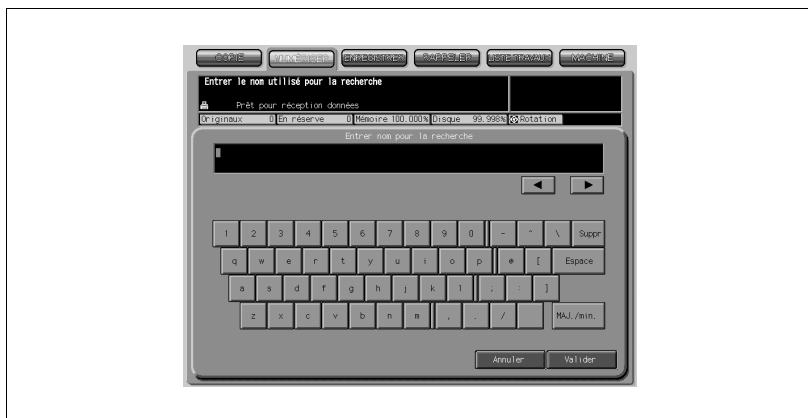 COPIE NUMÉRISER ENREGISTRER RAPPELER LISTE TRAVAUX MACHINE
Entrer le nom utilisé pour la recherche
Prêt pour réception données
Originaux 0 En réserve 0 Mémoire 100.000% Disque 99.998% Rotation
Entrer nom pour la recherche
1 2 3 4 5 6 7 8 9 0 - ^ \ Suppr
q w e r t y u i o p @ [ Espace
a s d f g h j k l ; : ]
z x c v b n m , . / MAJ./min.
Annuler Valider